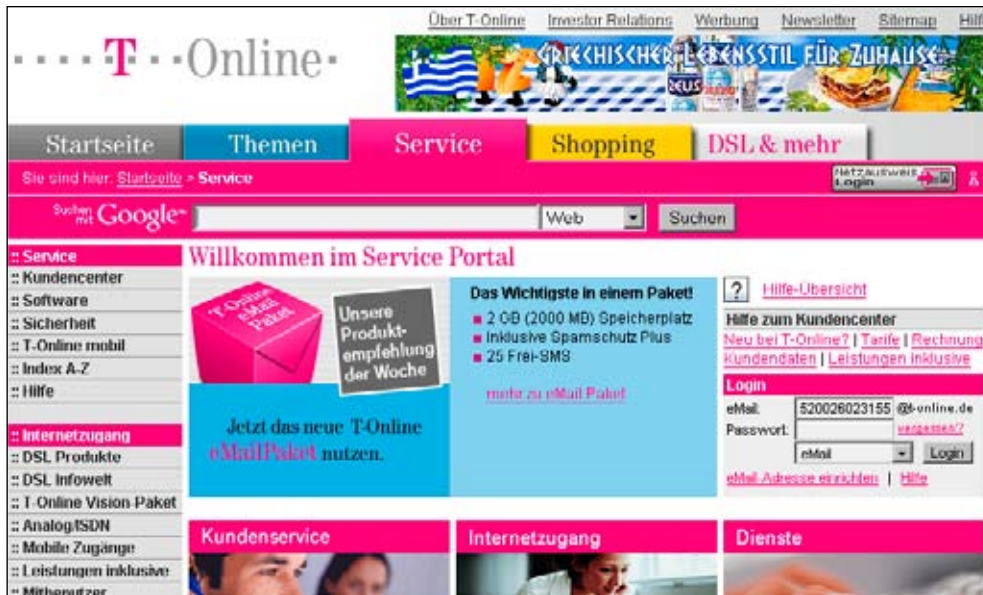 Über T-Online Investor Relations Werbung Newsletter Sitemap Hilf
T Online
GRIECHISCHER LEBENSSTIL FÜR ZUHAUSE
ZEUS
Startseite Themen Service Shopping DSL & mehr
Sie sind hier: Startseite > Service
Netzausweis
Login
Suchen mit Google™ Web Suchen
:: Service
:: Kundencenter
:: Software
:: Sicherheit
:: T-Online mobil
:: Index A-Z
:: Hilfe
:: Internetzugang
:: DSL Produkte
:: DSL Infowelt
:: T-Online Vision-Paket
:: Analog/ISDN
:: Mobile Zugänge
:: Leistungen inklusive
:: Mitbenutzer
Willkommen im Service Portal
T-Online
eMail
Paket
Unsere
Produkt-
empfehlung
der Woche
Jetzt das neue T-Online
eMailPaket nutzen.
Das Wichtigste in einem Paket!
2 GB (2000 MB) Speicherplatz
Inklusive Spamschutz Plus
25 Frei-SMS
mehr zu eMail Paket
? Hilfe-Übersicht
Hilfe zum Kundencenter
Neu bei T-Online? | Tarife | Rechnung
Kundendaten | Leistungen inklusive
Login
eMail: 520026023155 @t-online.de
Passwort: vergessen?
eMail Login
eMail-Adresse einrichten | Hilfe
Kundenservice
Internetzugang
Dienste